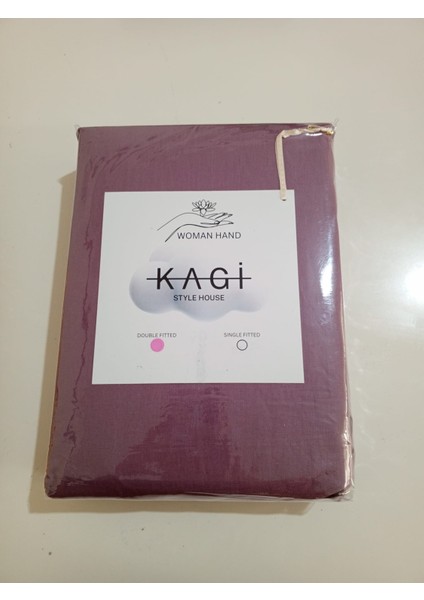 WOMAN HAND
KAGİ
STYLE HOUSE
DOUBLE FITTED
SINGLE FITTED